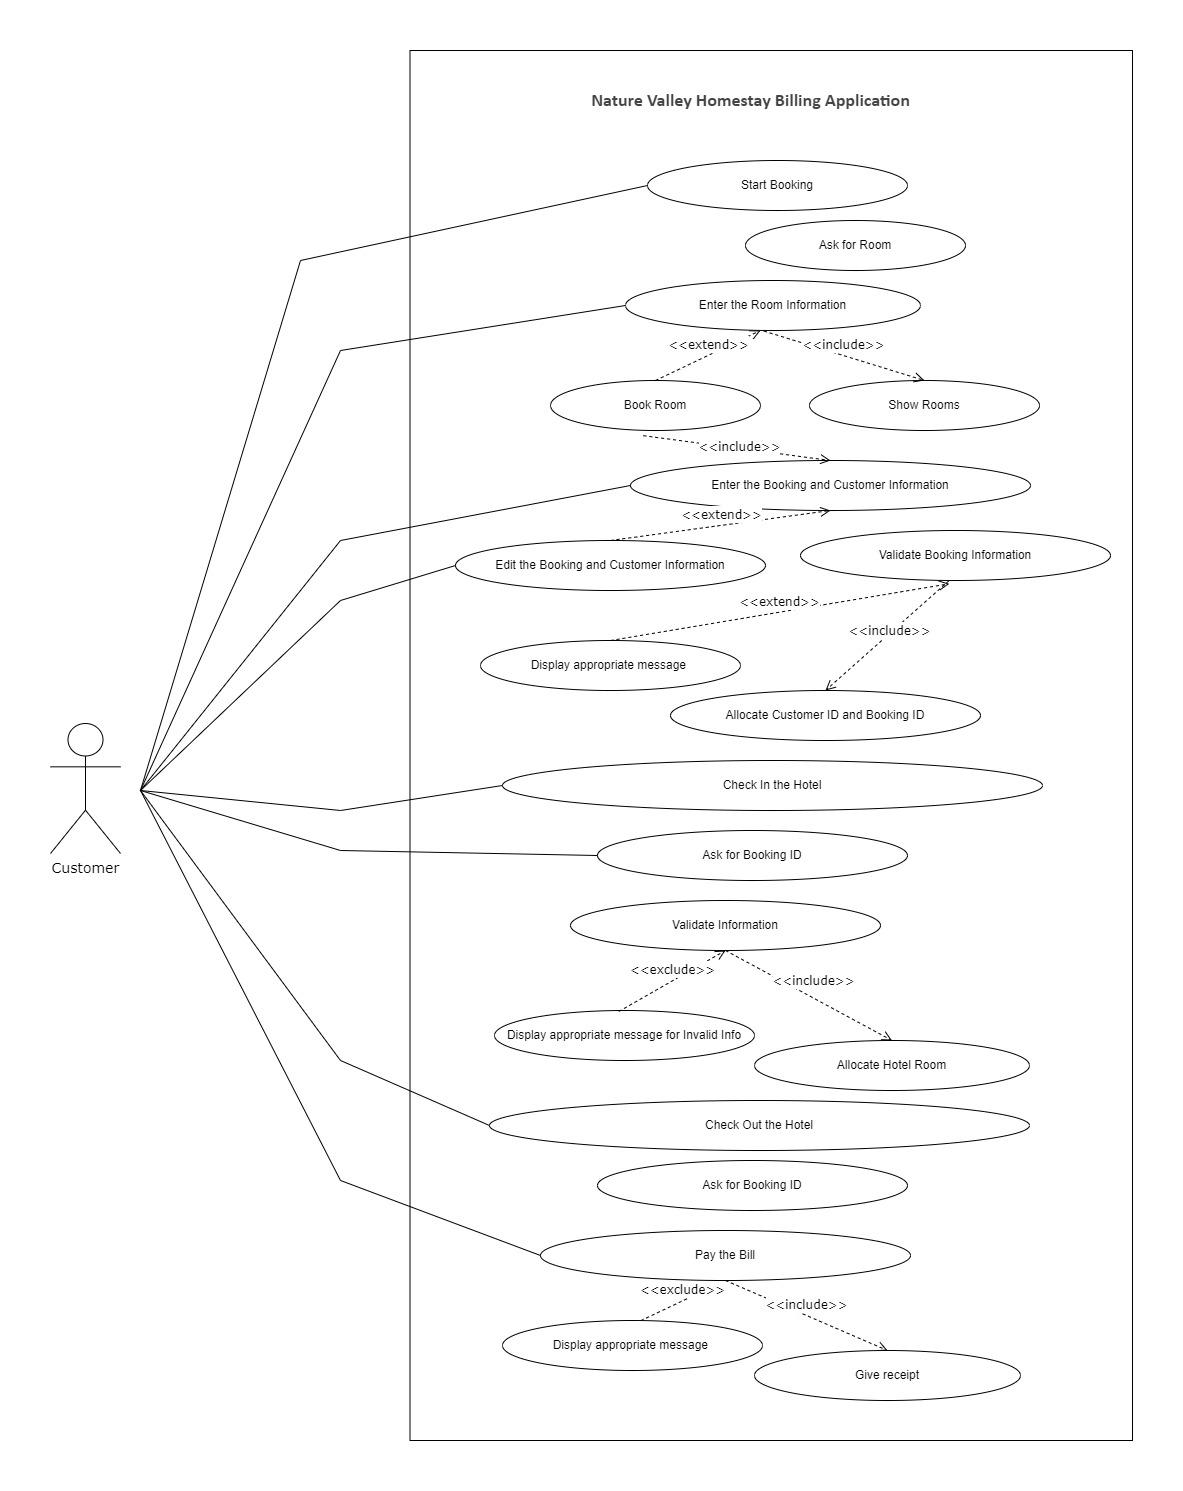 Nature Valley Homestay Billing Application
Start Booking
Ask for Room
Enter the Room Information
<<extend>>
<<include>>
Book Room
Show Rooms
<<include>>
Enter the Booking and Customer Information
<<extend>>
Validate Booking Information
Edit the Booking and Customer Information
<<extend>>
<<include>>
Display appropriate message
Allocate Customer ID and Booking ID
Check In the Hotel
Ask for Booking ID
Customer
Validate Information
<<exclude>>
<<include>>
Display appropriate message for Invalid Info
Allocate Hotel Room
Check Out the Hotel
Ask for Booking ID
Pay the Bill
<<exclude>>
<<include>>
Display appropriate message
Give receipt